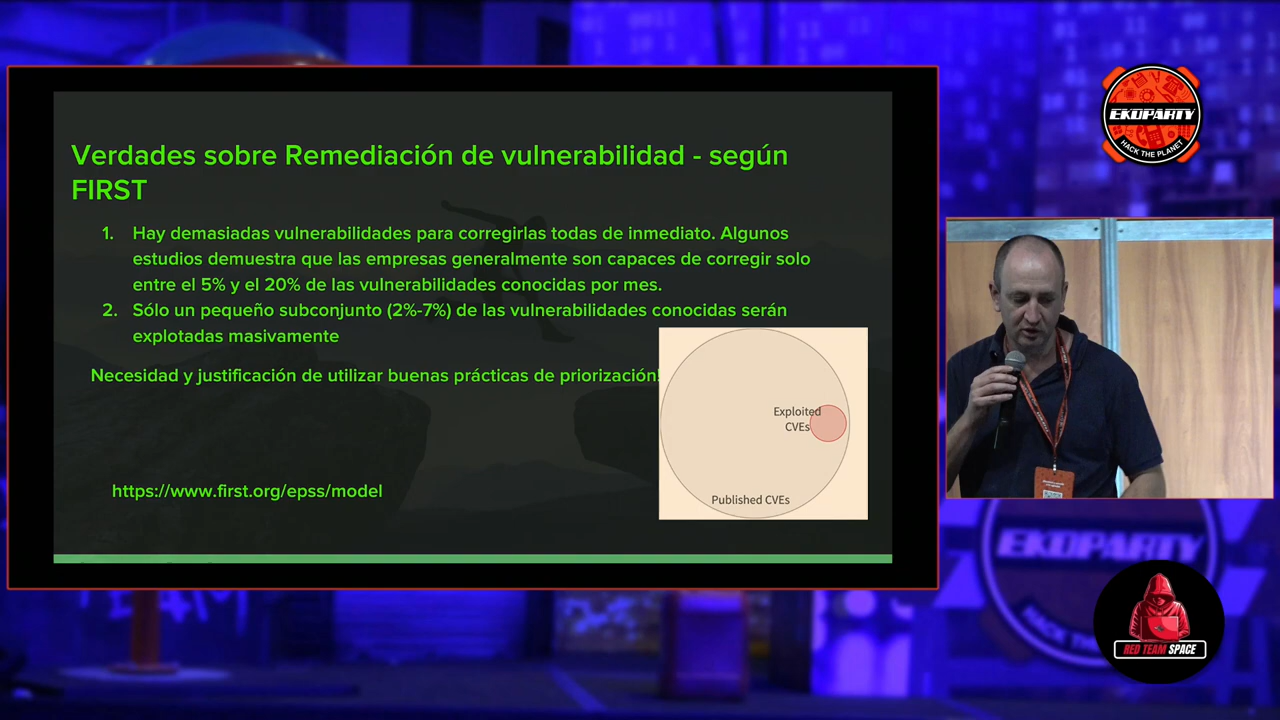 Verdades sobre Remediación de vulnerabilidad - según
FIRST
1. Hay demasiadas vulnerabilidades para corregirlas todas de inmediato. Algunos
estudios demuestra que las empresas generalmente son capaces de corregir solo
entre el 5% y el 20% de las vulnerabilidades conocidas por mes.
2. Sólo un pequeño subconjunto (2%-7%) de las vulnerabilidades conocidas serán
explotadas masivamente
Necesidad y justificación de utilizar buenas prácticas de priorización!
Exploited
CVEs
Published CVEs
https://www.first.org/epss/model
EKOPARTY
HACK THE PLANET
EKOPARTY
RED TEAM SPACE